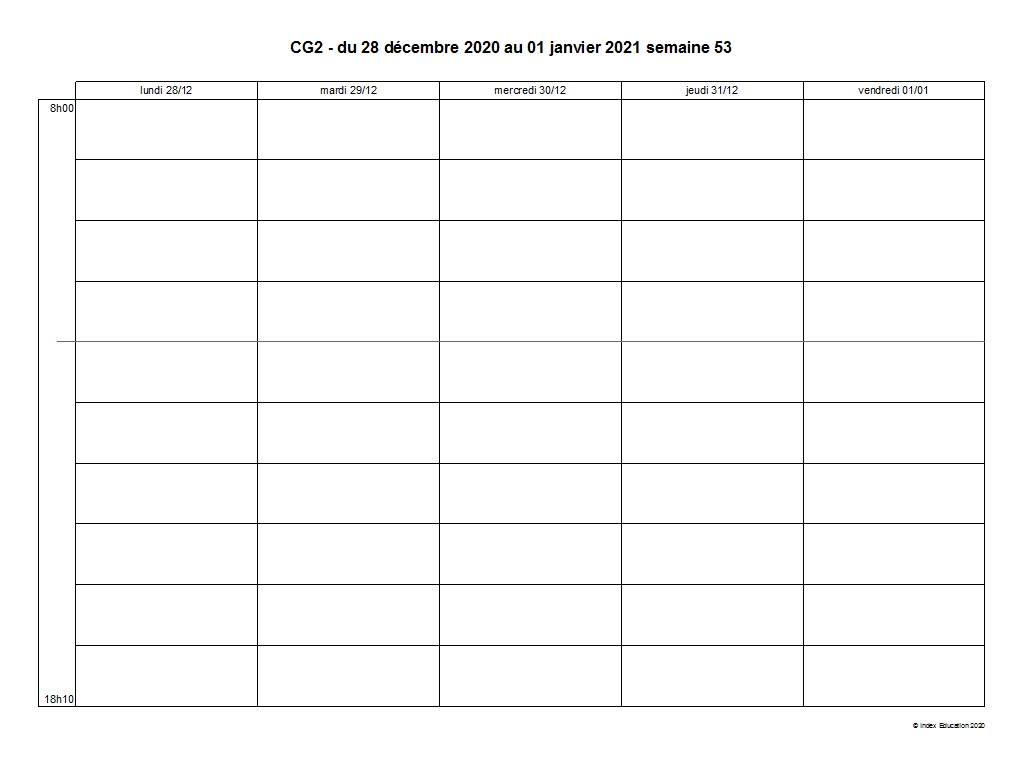 CG2 - du 28 décembre 2020 au 01 janvier 2021 semaine 53
lundi 28/12 mardi 29/12 mercredi 30/12 jeudi 31/12 vendredi 01/01
8h00
18h10
© Index Education 2020